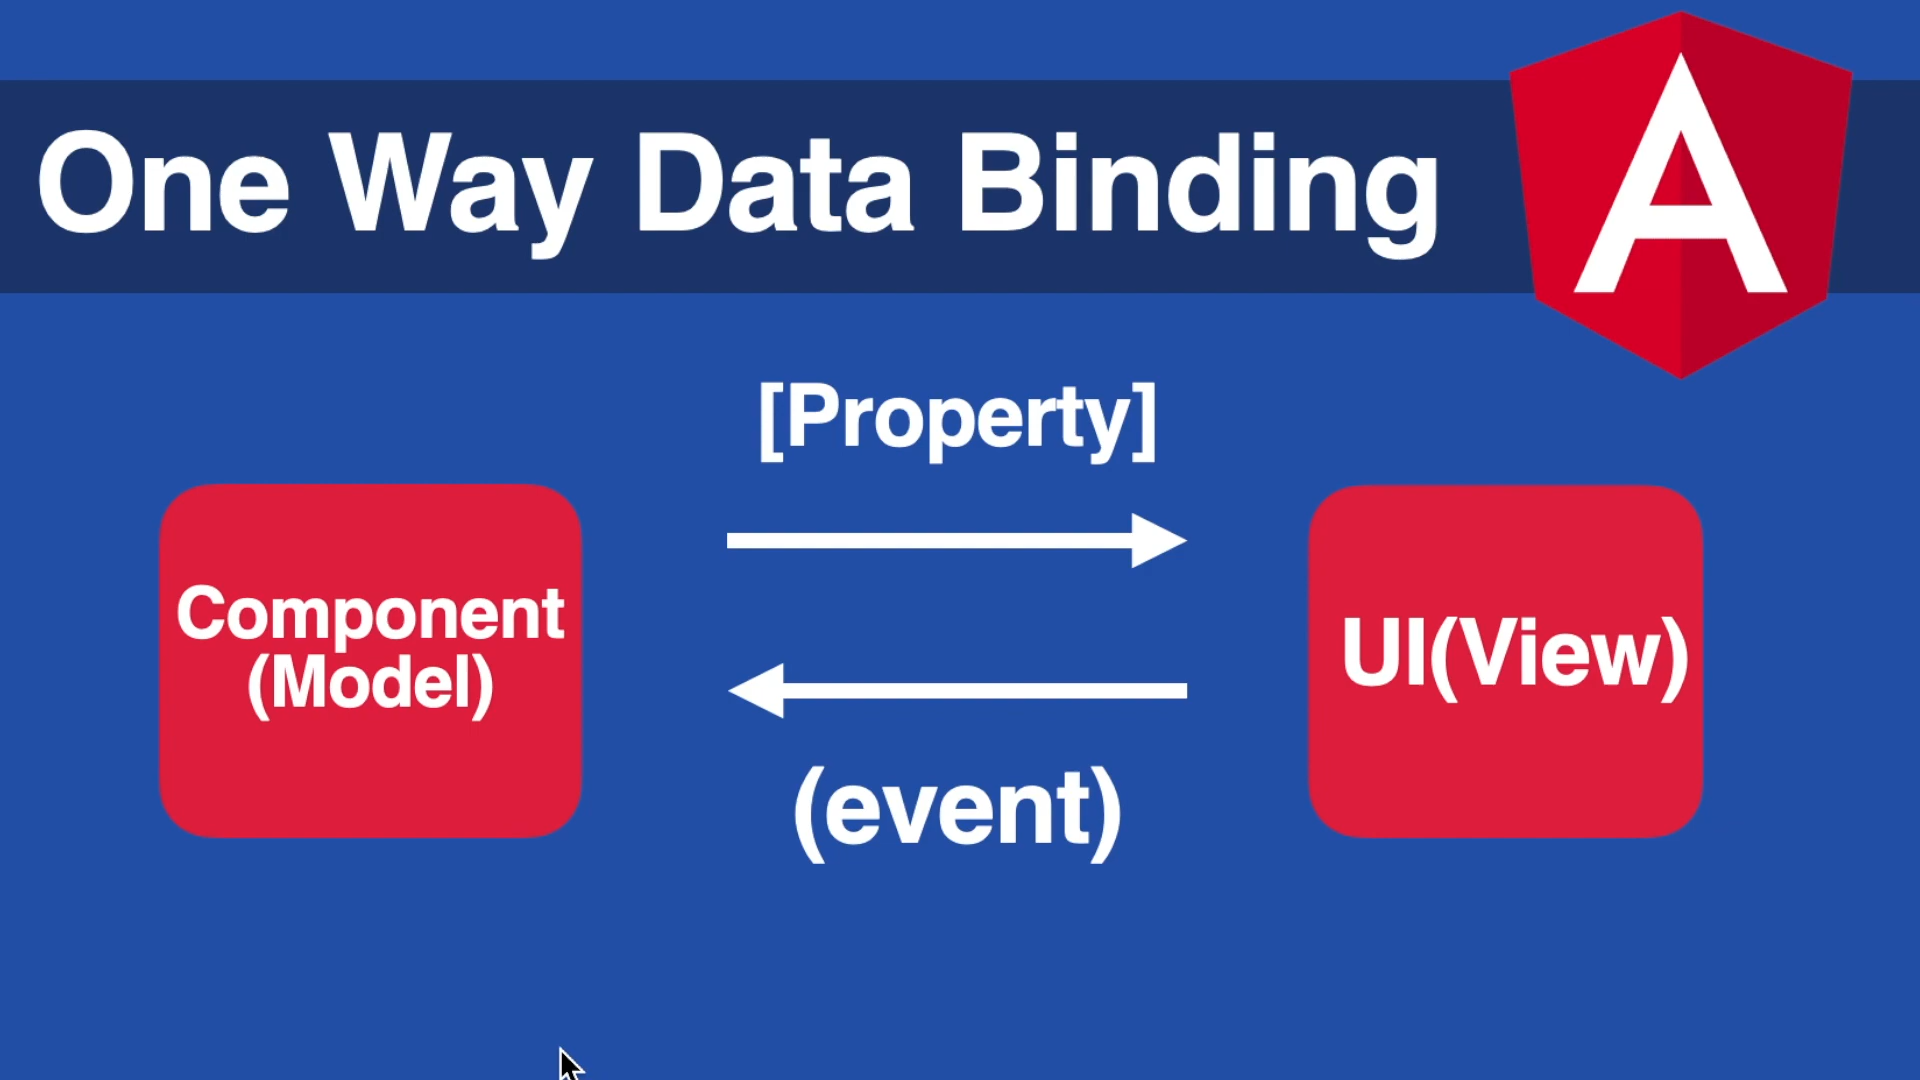 One Way Data Binding
A
[Property]
Component
(Model)
UI(View)
(event)